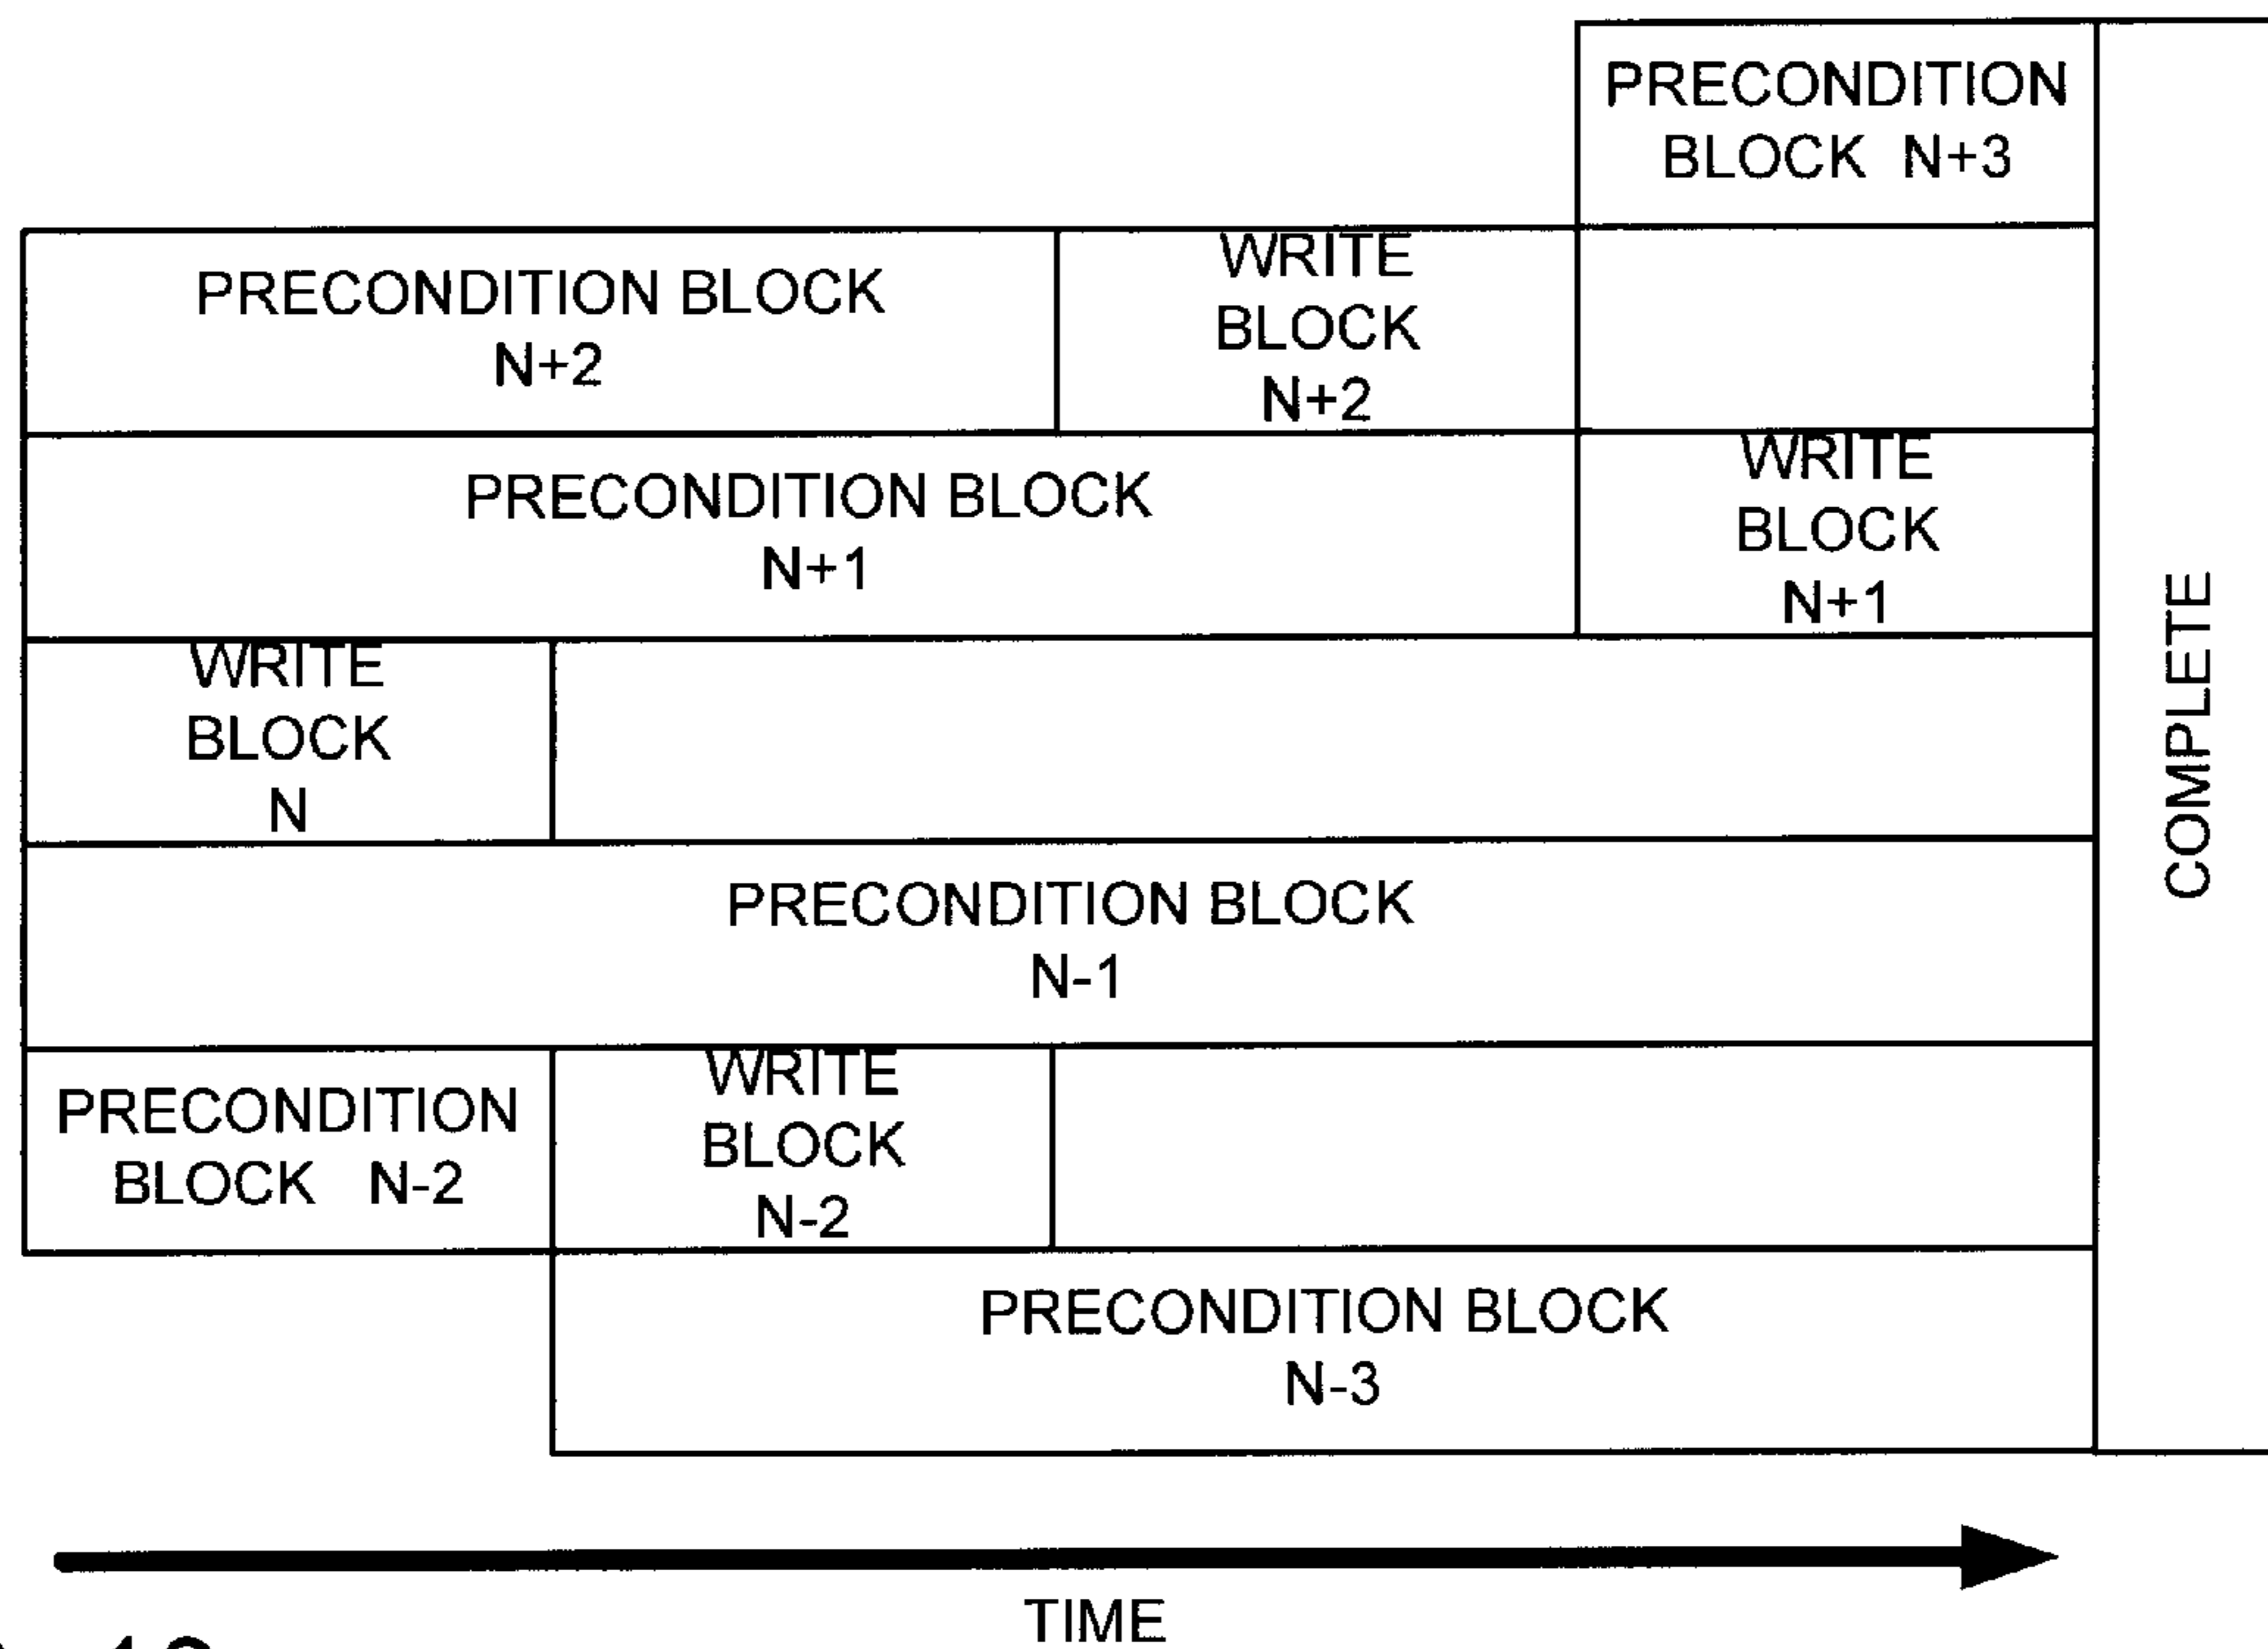 PRECONDITION
BLOCK N+3
PRECONDITION BLOCK
N+2
WRITE
BLOCK
N+2
PRECONDITION BLOCK
N+1
WRITE
BLOCK
N+1
WRITE
BLOCK
N
COMPLETE
PRECONDITION BLOCK
N-1
PRECONDITION
BLOCK N-2
WRITE
BLOCK
N-2
PRECONDITION BLOCK
N-3
TIME